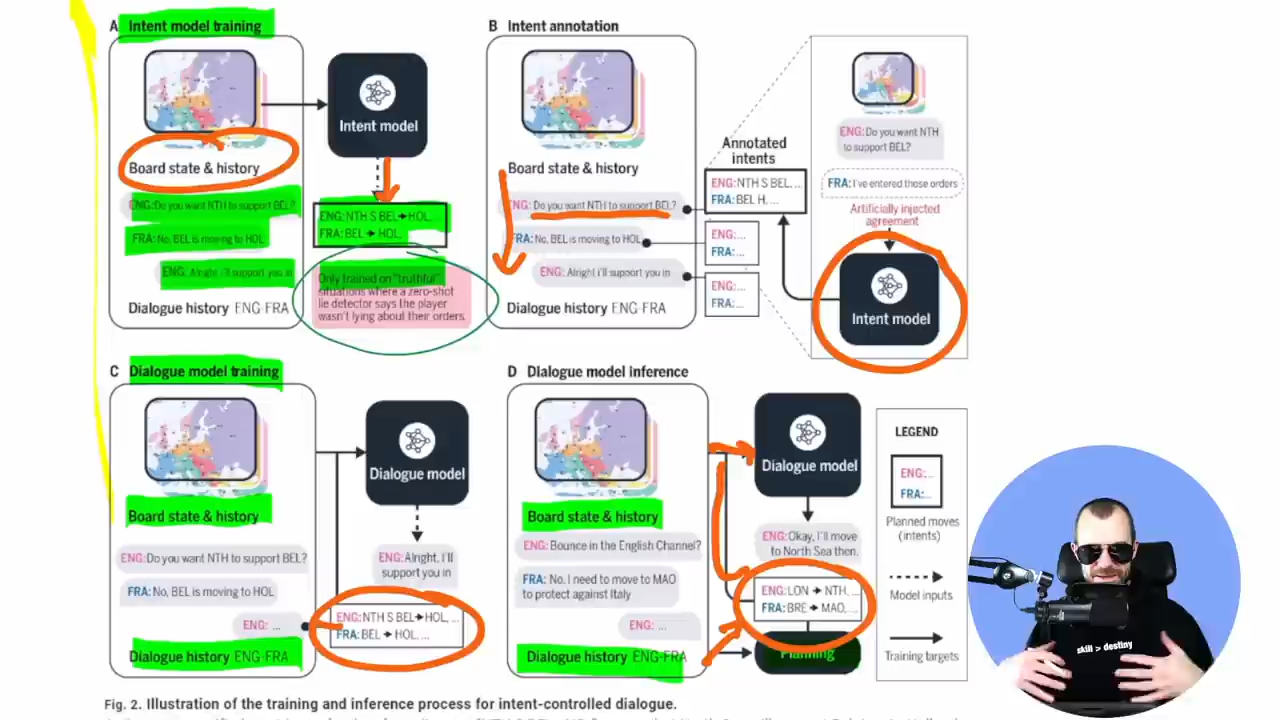 A Intent model training
Board state & history
ENG: Do you want NTH to support BEL?
FRA: No, BEL is moving to HOL
ENG: Alright i'll support you in
Dialogue history ENG-FRA
Intent model
ENG: NTH S BEL→HOL,
FRA: BEL → HOL,
Only trained on "truthful"
situations where a zero-shot
lie detector says the player
wasn't lying about their orders.
B Intent annotation
Board state & history
ENG: Do you want NTH to support BEL?
FRA: No, BEL is moving to HOL
ENG: Alright i'll support you in
Dialogue history ENG-FRA
Annotated
intents
ENG: NTH S BEL, ...
FRA: BEL H, ...
ENG: ...
FRA: ...
ENG: ...
FRA: ...
ENG: Do you want NTH
to support BEL?
FRA: I've entered those orders
Artificially injected
agreement
Intent model
C Dialogue model training
Board state & history
ENG: Do you want NTH to support BEL?
FRA: No, BEL is moving to HOL
ENG: ...
Dialogue history ENG-FRA
Dialogue model
ENG: Alright, I'll
support you in
ENG: NTH S BEL→HOL, ...
FRA: BEL → HOL, ...
D Dialogue model inference
Board state & history
ENG: Bounce in the English Channel?
FRA: No, I need to move to MAO
to protect against Italy
ENG: ...
Dialogue history ENG-FRA
Dialogue model
ENG: Okay, I'll move
to North Sea then.
ENG: LON → NTH, ...
FRA: BRE → MAO, ...
Planning
LEGEND
ENG: ...
FRA: ...
Planned moves
(intents)
Model inputs
Training targets
skill > destiny
Fig. 2. Illustration of the training and inference process for intent-controlled dialogue.